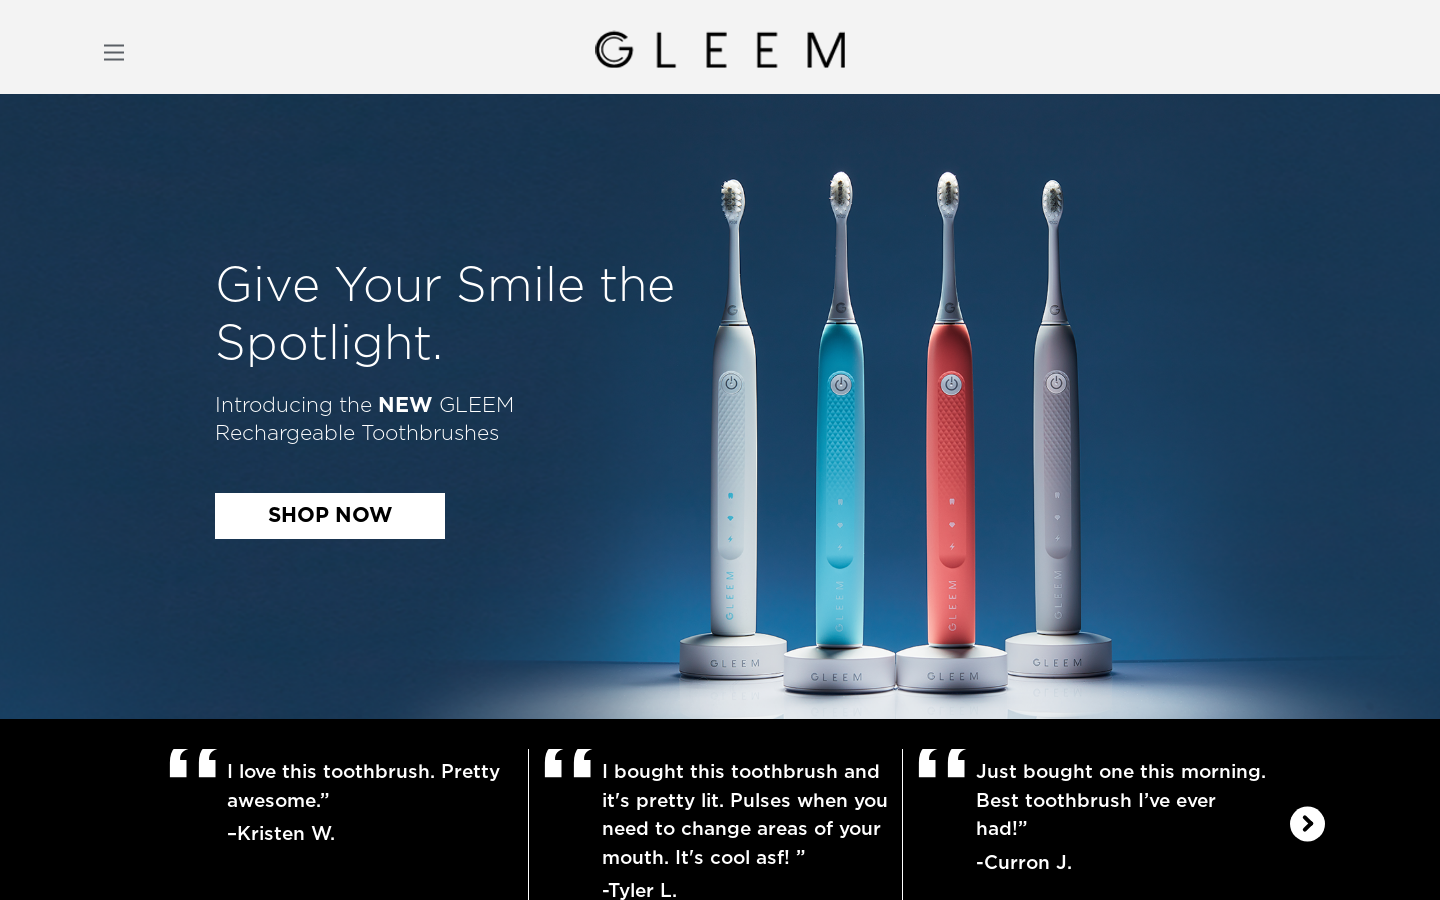 GLEEM
Give Your Smile the
Spotlight.
Introducing the NEW GLEEM
Rechargeable Toothbrushes
SHOP NOW
GLEEM
GLEEM
GLEEM
GLEEM
GLEEM
GLEEM
GLEEM
GLEEM
I love this toothbrush. Pretty
awesome.”
–Kristen W.
I bought this toothbrush and
it's pretty lit. Pulses when you
need to change areas of your
mouth. It's cool asf! ”
-Tyler L.
Just bought one this morning.
Best toothbrush I’ve ever
had!”
-Curron J.